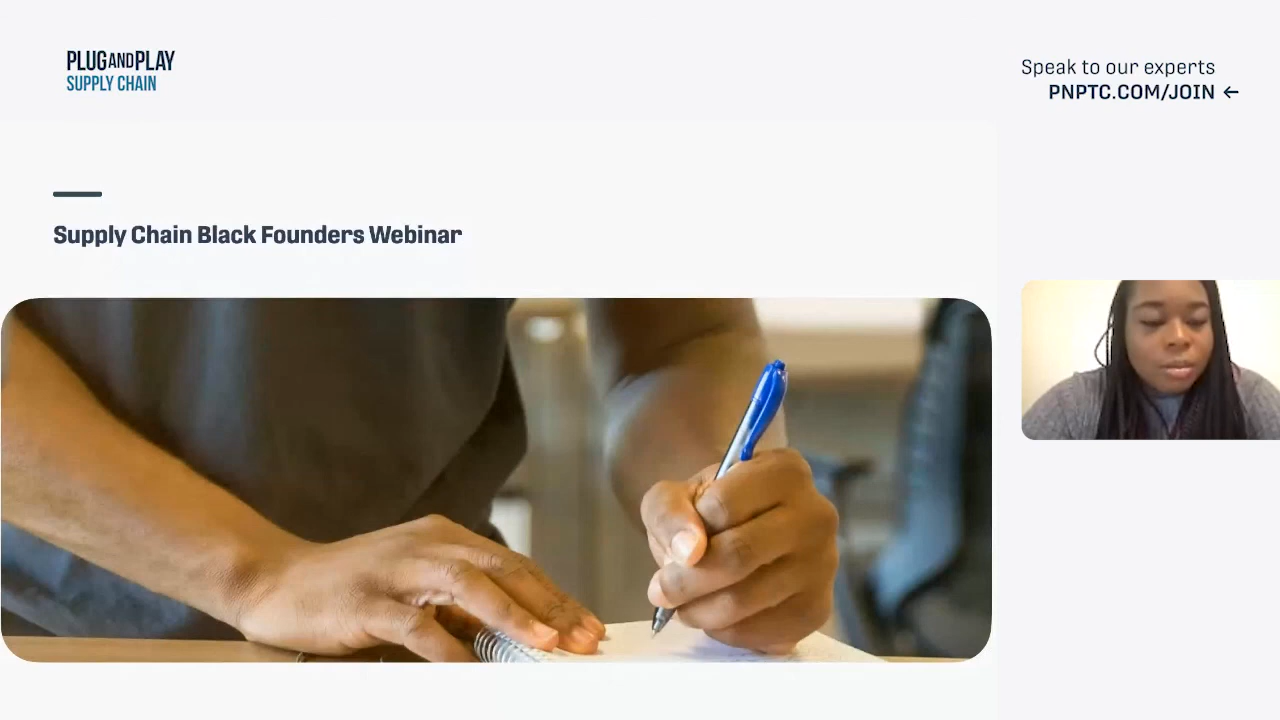 PLUGANDPLAY
SUPPLY CHAIN
Speak to our experts
PNPTC.COM/JOIN ←
Supply Chain Black Founders Webinar